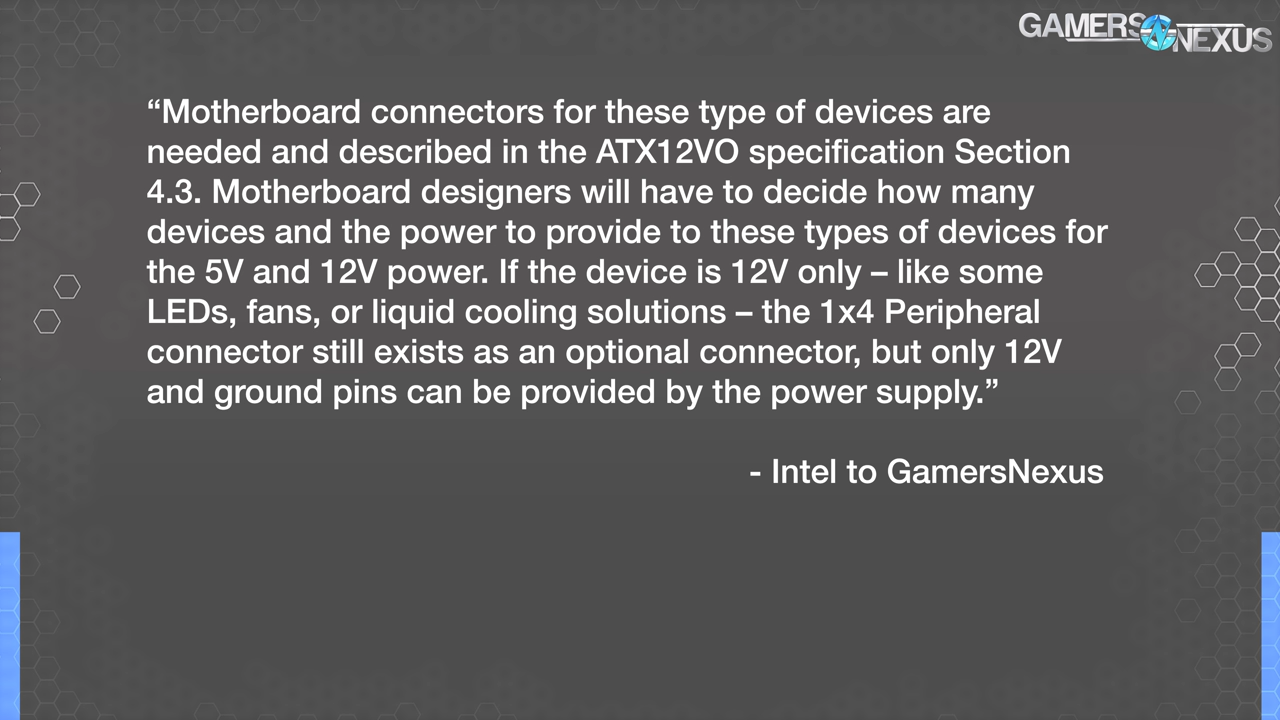 GAMERS NEXUS
“Motherboard connectors for these type of devices are
needed and described in the ATX12VO specification Section
4.3. Motherboard designers will have to decide how many
devices and the power to provide to these types of devices for
the 5V and 12V power. If the device is 12V only – like some
LEDs, fans, or liquid cooling solutions – the 1x4 Peripheral
connector still exists as an optional connector, but only 12V
and ground pins can be provided by the power supply.”
- Intel to GamersNexus